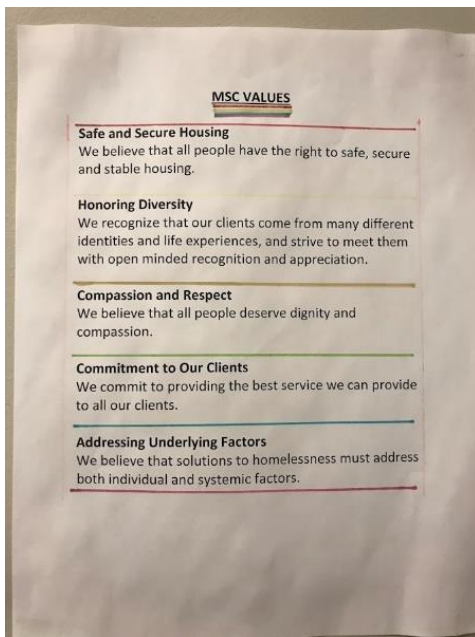 MSC VALUES
Safe and Secure Housing
We believe that all people have the right to safe, secure
and stable housing.
Honoring Diversity
We recognize that our clients come from many different
identities and life experiences, and strive to meet them
with open minded recognition and appreciation.
Compassion and Respect
We believe that all people deserve dignity and
compassion.
Commitment to Our Clients
We commit to providing the best service we can provide
to all our clients.
Addressing Underlying Factors
We believe that solutions to homelessness must address
both individual and systemic factors.